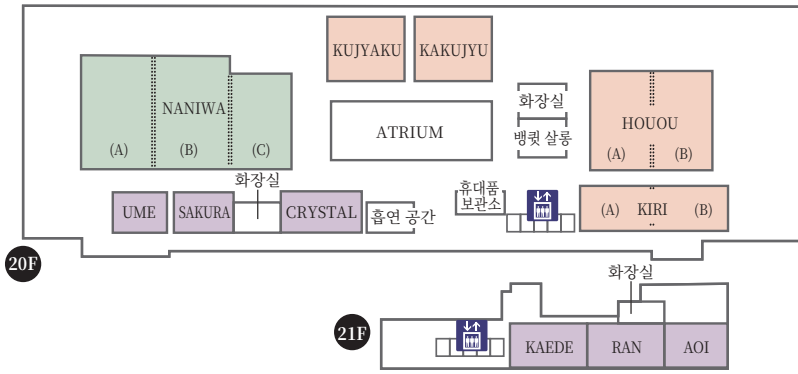 KUJYAKU
KAKUJYU
NANIWA
(A)
(B)
(C)
ATRIUM
화장실
뱅큇 살롱
HOUOU
(A)
(B)
화장실
UME
SAKURA
CRYSTAL
흡연 공간
휴대품
보관소
(A)
KIRI
(B)
20F
화장실
21F
KAEDE
RAN
AOI